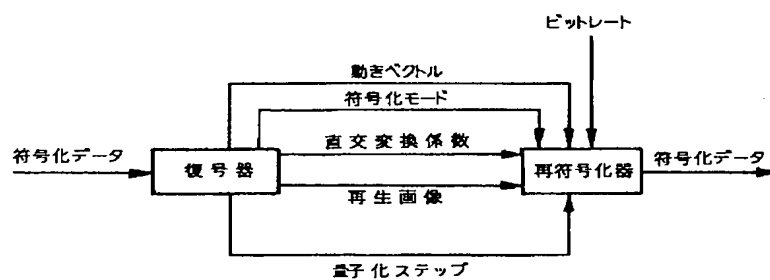 ビットレート
動きベクトル
符号化モード
符号化データ
復号器
直交変換係数
再生画像
再符号化器
符号化データ
量子化ステップ